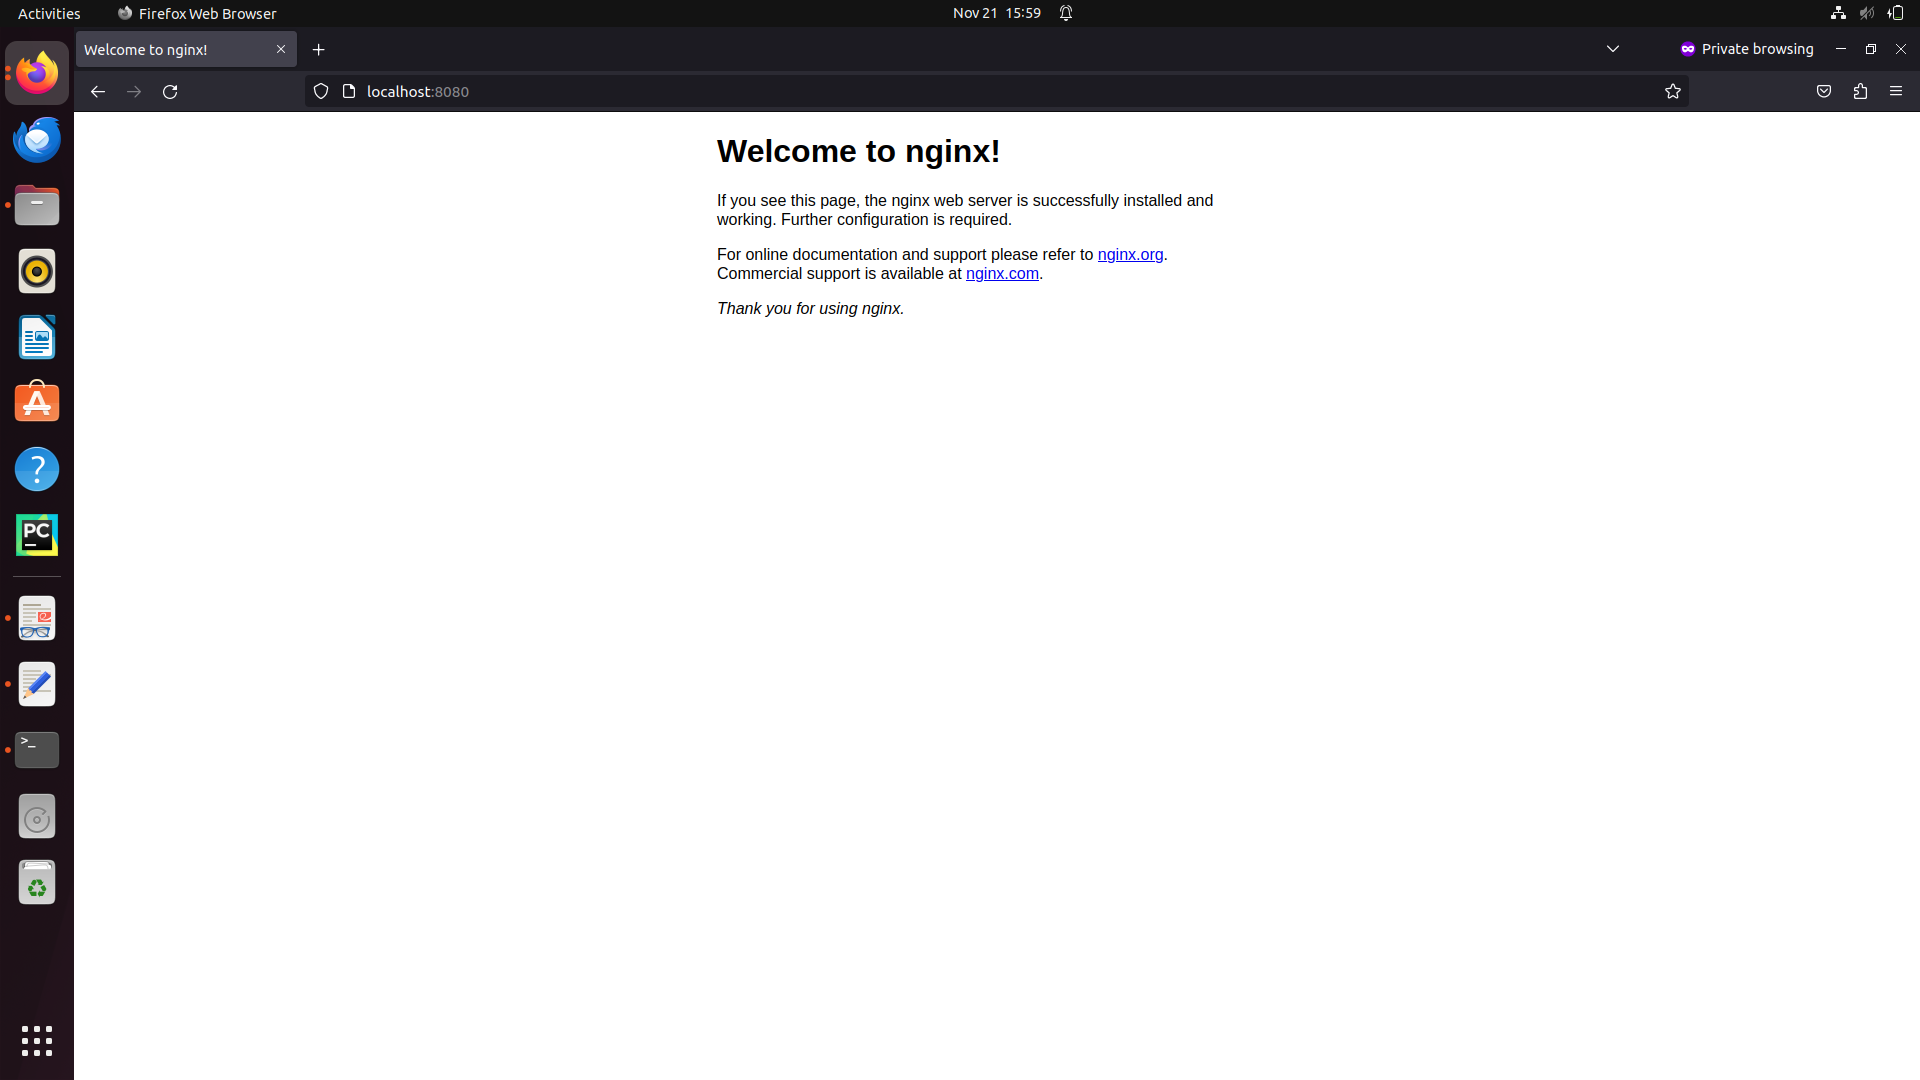 Activities
Firefox Web Browser
Nov 21 15:59
Welcome to nginx!
Private browsing
localhost:8080
Welcome to nginx!
If you see this page, the nginx web server is successfully installed and
working. Further configuration is required.
For online documentation and support please refer to nginx.org.
Commercial support is available at nginx.com.
Thank you for using nginx.
?
PC
>_